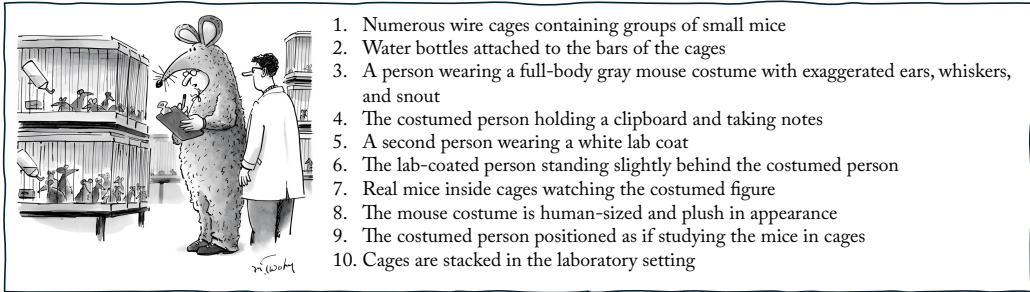 1. Numerous wire cages containing groups of small mice
2. Water bottles attached to the bars of the cages
3. A person wearing a full-body gray mouse costume with exaggerated ears, whiskers,
and snout
4. The costumed person holding a clipboard and taking notes
5. A second person wearing a white lab coat
6. The lab-coated person standing slightly behind the costumed person
7. Real mice inside cages watching the costumed figure
8. The mouse costume is human-sized and plush in appearance
9. The costumed person positioned as if studying the mice in cages
10. Cages are stacked in the laboratory setting